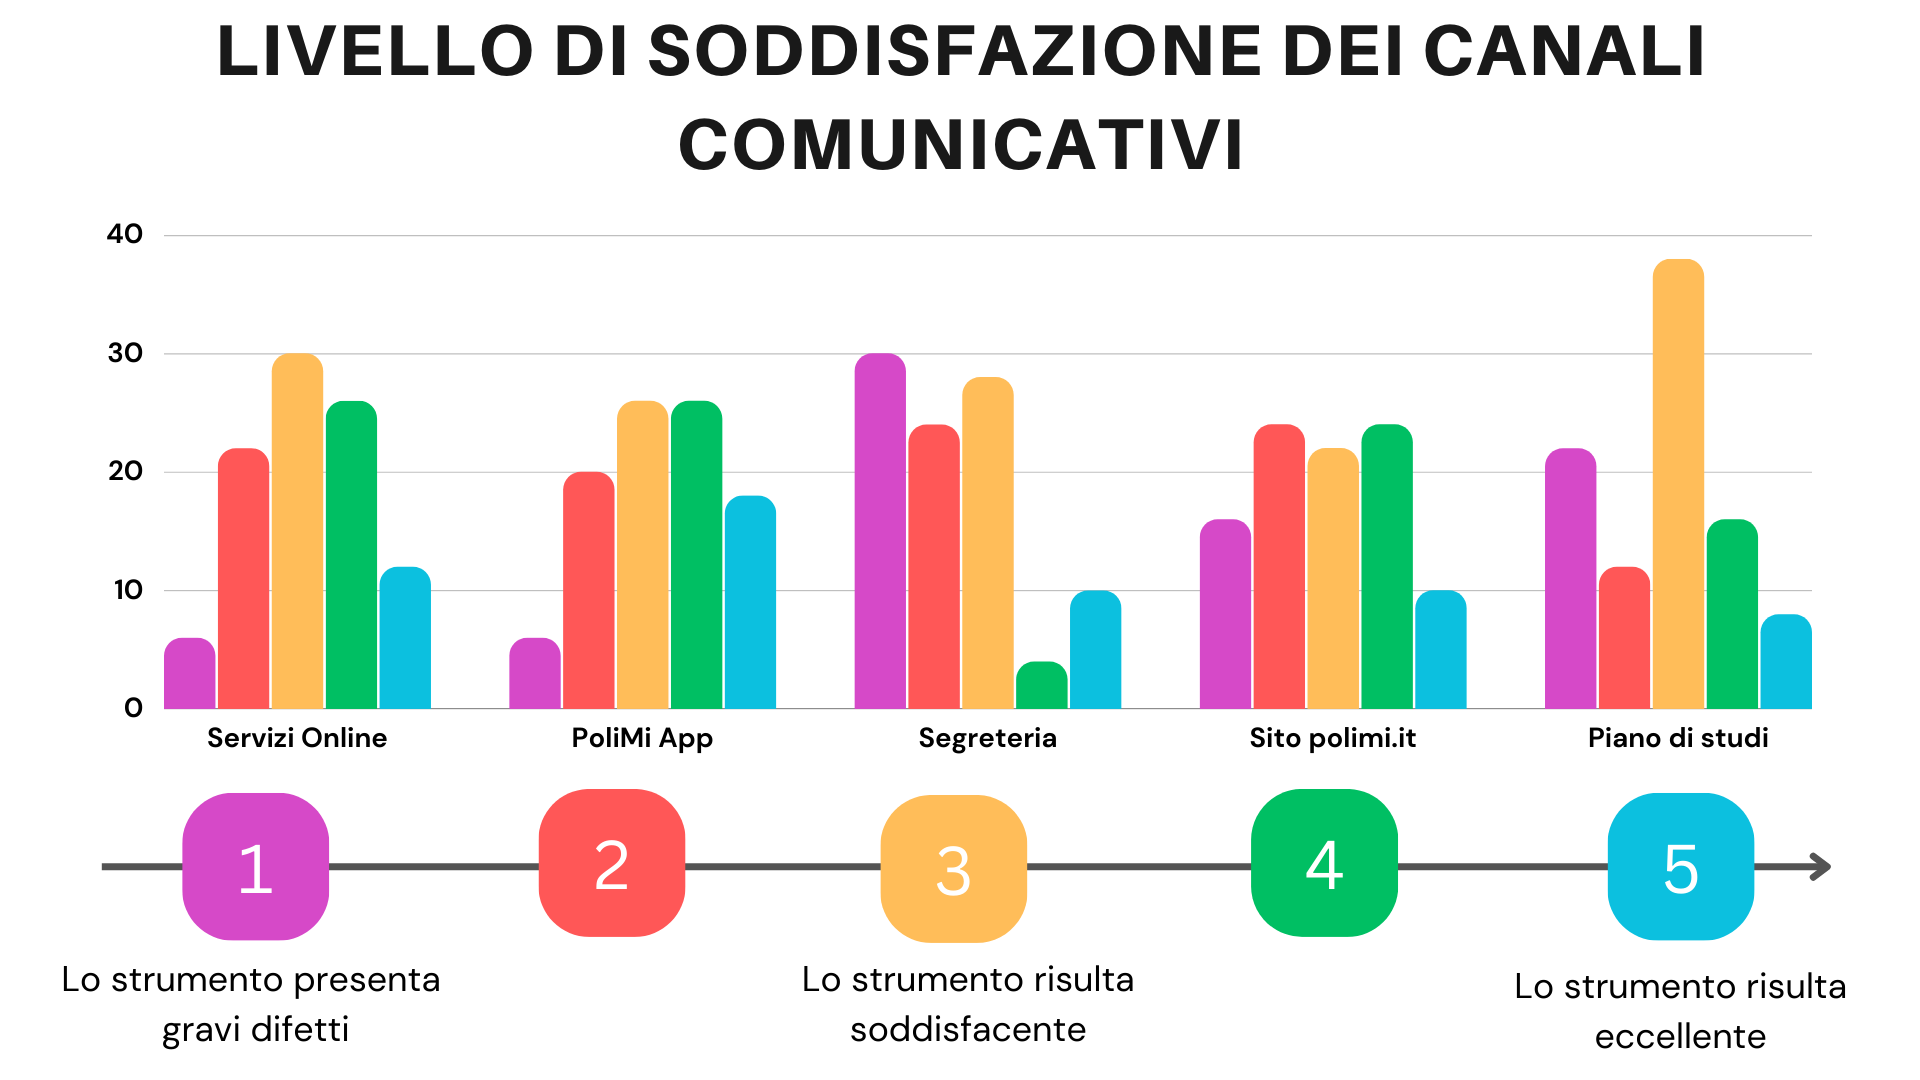 LIVELLO DI SODDISFAZIONE DEI CANALI
COMUNICATIVI
40
30
20
10
0
Servizi Online
PoliMi App
Segreteria
Sito polimi.it
Piano di studi
1
2
3
4
5
Lo strumento presenta
gravi difetti
Lo strumento risulta
soddisfacente
Lo strumento risulta
eccellente